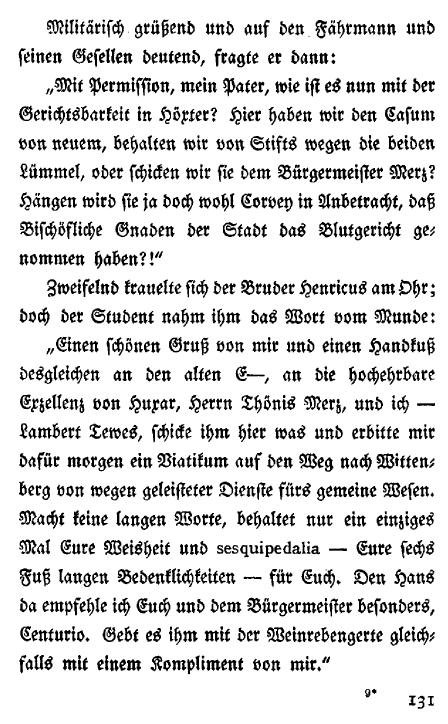 Militärisch grüßend und auf den Fährmann und
seinen Gesellen deutend, fragte er dann:
„Mit Permission, mein Pater, wie ist es nun mit der
Gerichtsbarkeit in Höxter? Hier haben wir den Casum
von neuem, behalten wir von Stifts wegen die beiden
Lümmel, oder schicken wir sie dem Bürgermeister Merz?
Hängen wird sie ja doch wohl Corvey in Anbetracht, daß
Bischöfliche Gnaden der Stadt das Blutgericht ge-
nommen haben?!“
Zweifelnd krauelte sich der Bruder Henricus am Ohr;
doch der Student nahm ihm das Wort vom Munde:
„Einen schönen Gruß von mir und einen Handkuß
desgleichen an den alten E—, an die hochehrbare
Exzellenz von Huxar, Herrn Thönis Merz, und ich —
Lambert Tewes, schicke ihm hier was und erbitte mir
dafür morgen ein Viatikum auf den Weg nach Witten-
berg von wegen geleisteter Dienste fürs gemeine Wesen.
Macht keine langen Worte, behaltet nur ein einziges
Mal Eure Weisheit und sesquipedalia — Eure sechs
Fuß langen Bedenklichkeiten — für Euch. Den Hans
da empfehle ich Euch und dem Bürgermeister besonders,
Centurio. Gebt es ihm mit der Weinrebengerte gleich-
falls mit einem Kompliment von mir.“
9*
131